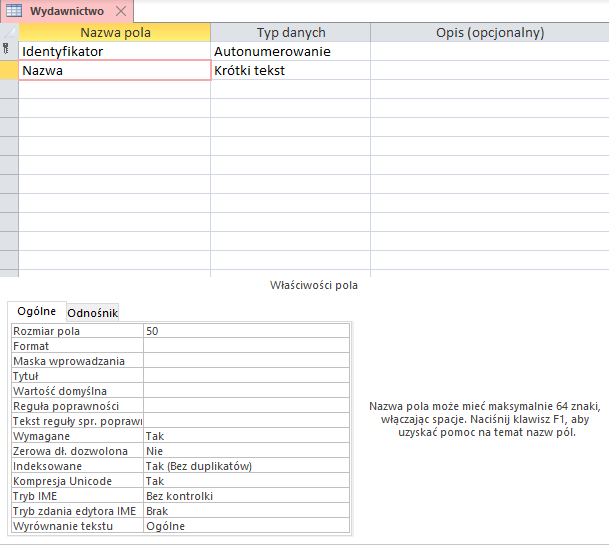 Wydawnictwo
Nazwa pola Typ danych Opis (opcjonalny)
Identyfikator Autonumerowanie
Nazwa Krótki tekst
Właściwości pola
Ogólne Odnośnik
Rozmiar pola 50
Format
Maska wprowadzania
Tytuł
Wartość domyślna
Reguła poprawności
Tekst reguły spr. popraw
Wymagane Tak
Zerowa dł. dozwolona Nie
Indeksowane Tak (Bez duplikatów)
Kompresja Unicode Tak
Tryb IME Bez kontrolki
Tryb zdania edytora IME Brak
Wyrównanie tekstu Ogólne
Nazwa pola może mieć maksymalnie 64 znaki,
włączając spacje. Naciśnij klawisz F1, aby
uzyskać pomoc na temat nazw pól.